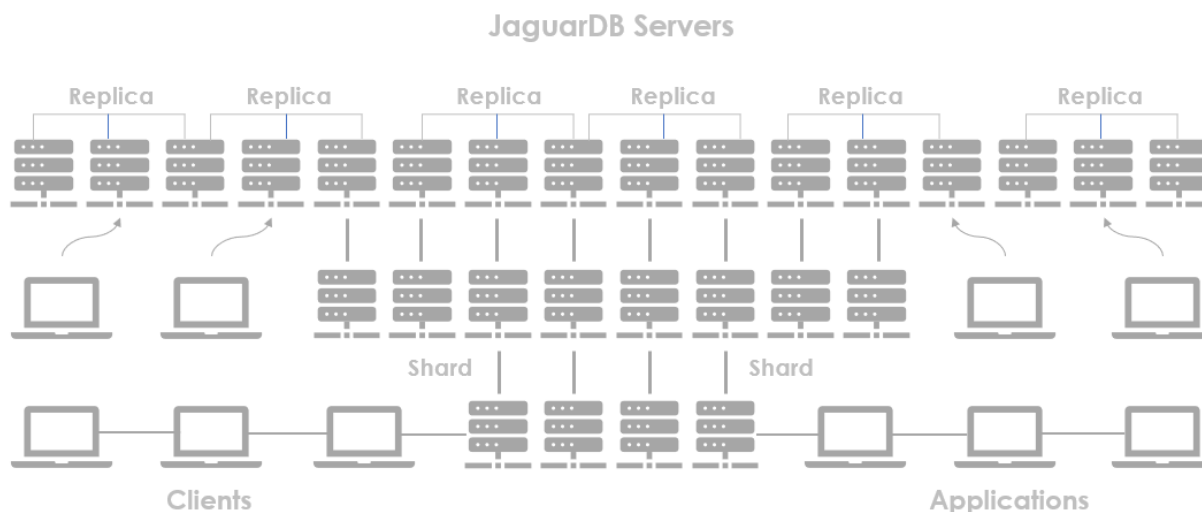 JaguarDB Servers
Replica Replica Replica Replica Replica Replica
Shard Shard
Clients Applications